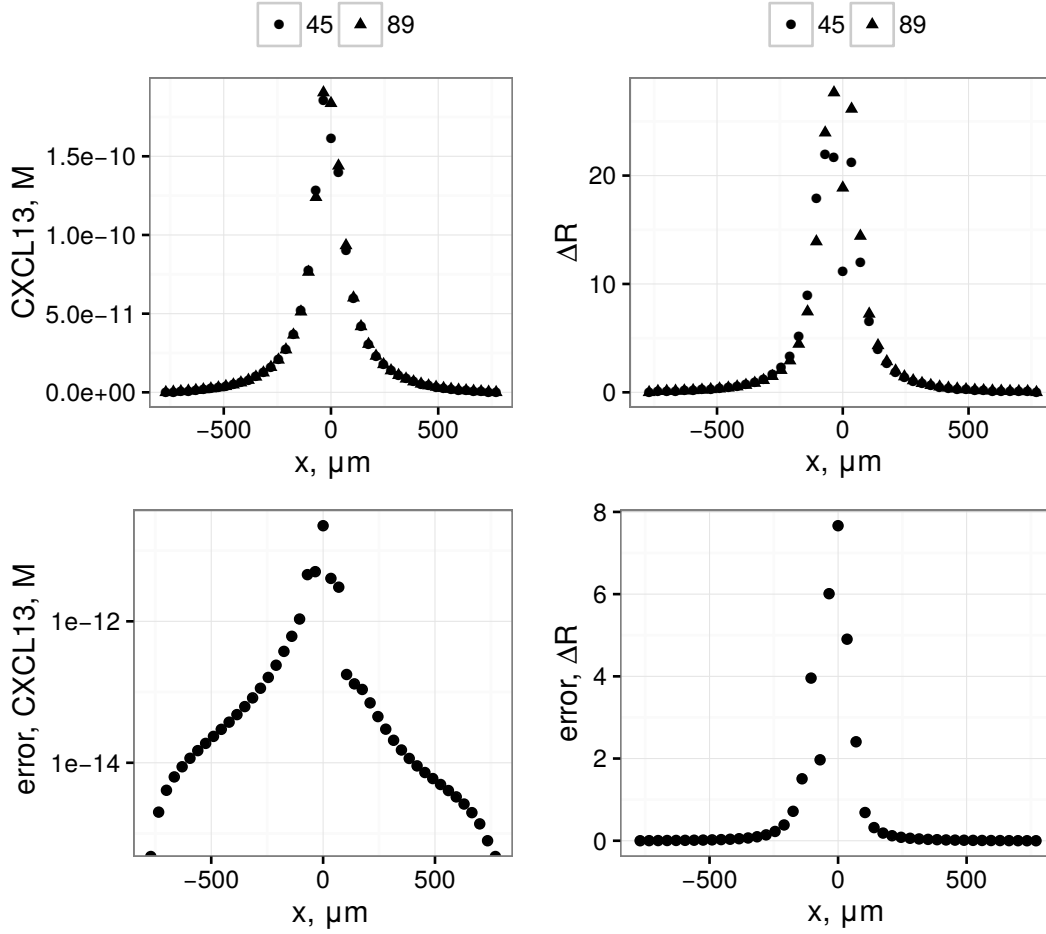 45 89
CXCL13, M
1.5e−10
1.0e−10
5.0e−11
0.0e+00
−500 0 500
x, μm
45 89
ΔR
20
10
0
−500 0 500
x, μm
error, CXCL13, M
1e−12
1e−14
−500 0 500
x, μm
error, ΔR
8
6
4
2
0
−500 0 500
x, μm